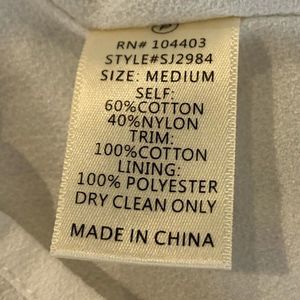 P
RN# 104403
STYLE#SJ2984
SIZE: MEDIUM
SELF:
60%COTTON
40%NYLON
TRIM:
100%COTTON
LINING:
100% POLYESTER
DRY CLEAN ONLY
MADE IN CHINA